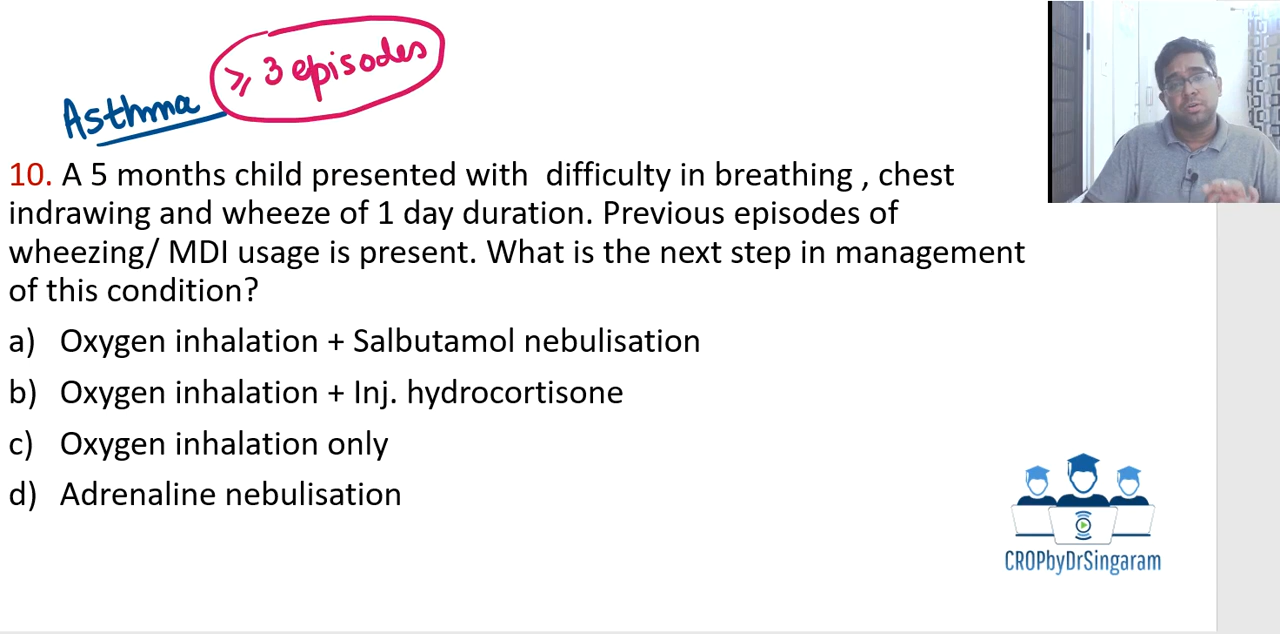 Asthma ≥ 3 episodes
10. A 5 months child presented with difficulty in breathing , chest
indrawing and wheeze of 1 day duration. Previous episodes of
wheezing/ MDI usage is present. What is the next step in management
of this condition?
a) Oxygen inhalation + Salbutamol nebulisation
b) Oxygen inhalation + Inj. hydrocortisone
c) Oxygen inhalation only
d) Adrenaline nebulisation
CROPbyDrSingaram